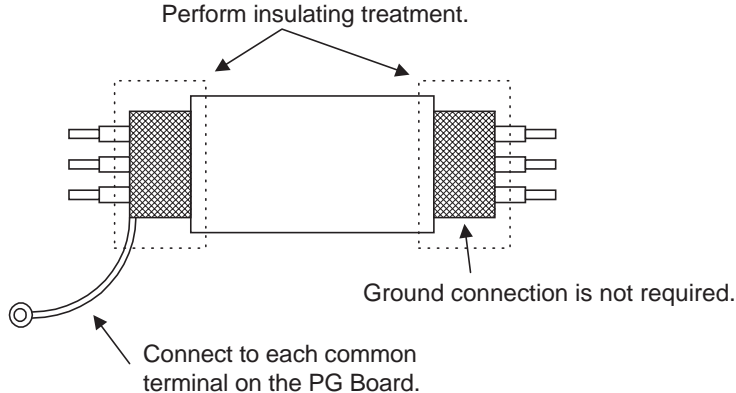 Perform insulating treatment.
Ground connection is not required.
Connect to each common
terminal on the PG Board.